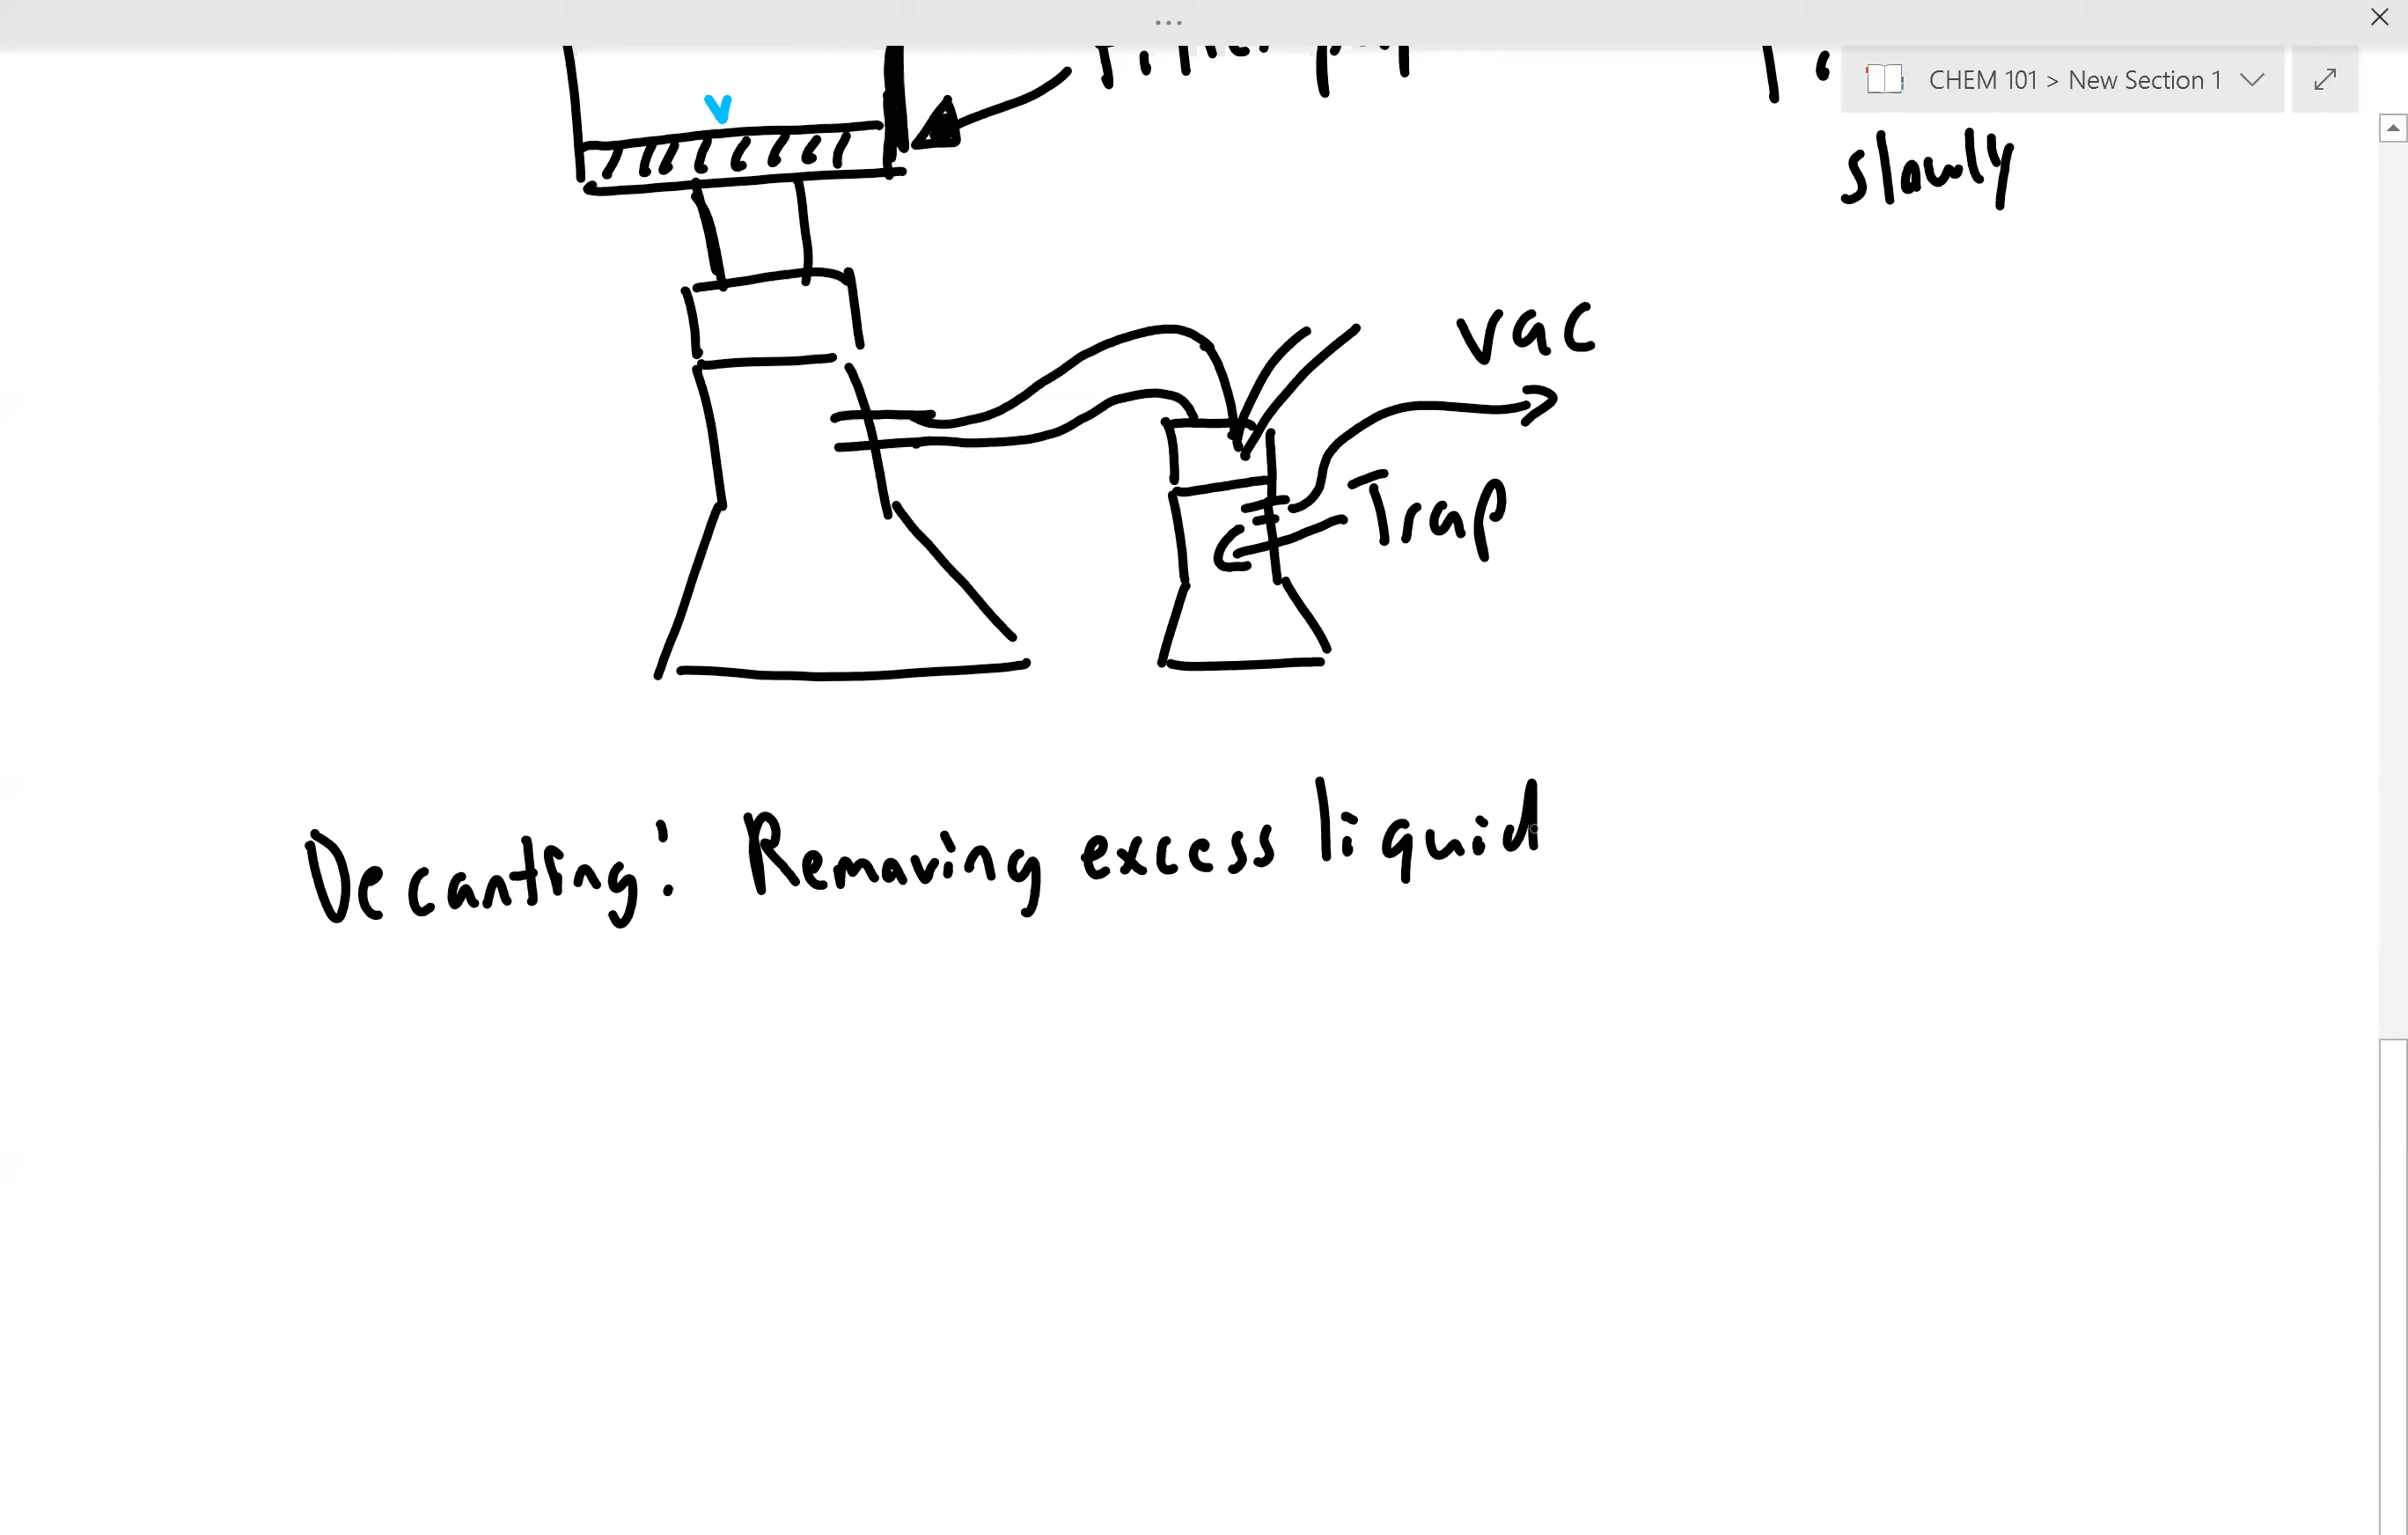 CHEM 101 > New Section 1
slowly
vac
Trap
Decanting: Removing excess liquid